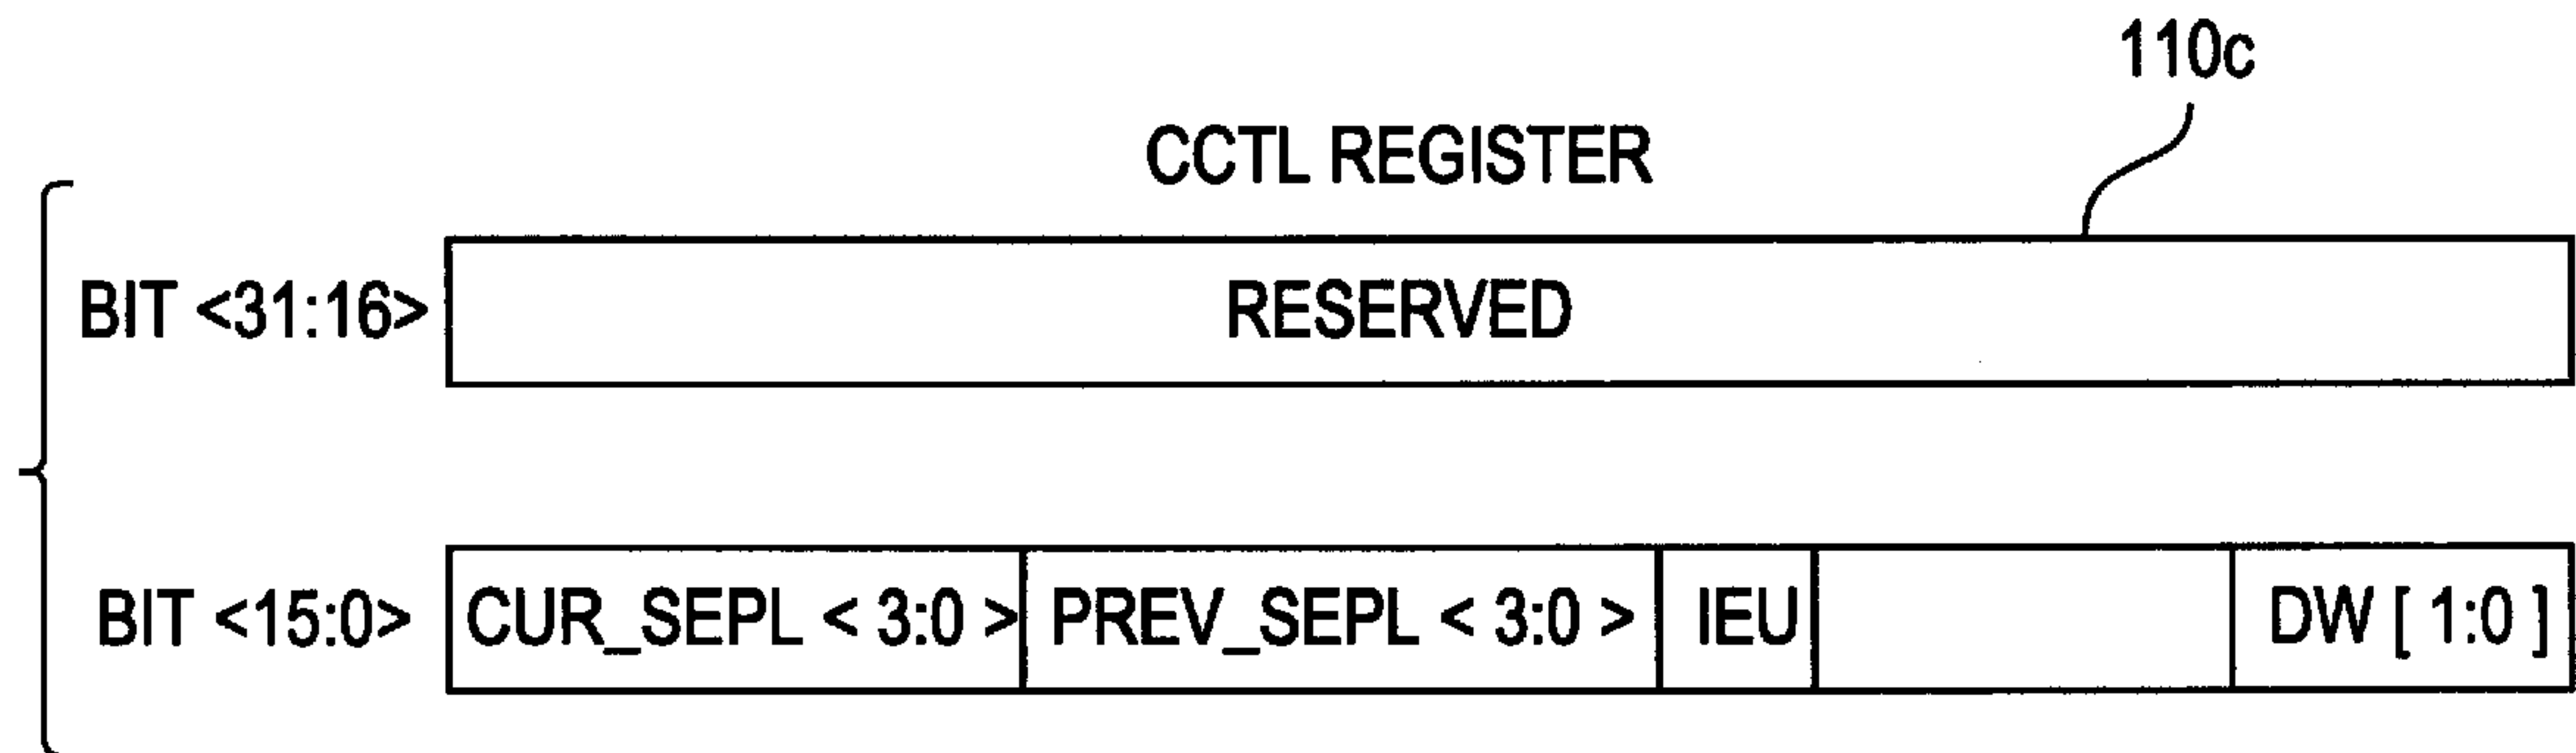 110c
CCTL REGISTER
BIT <31:16> RESERVED
BIT <15:0> CUR_SEPL < 3:0 > PREV_SEPL < 3:0 > IEU DW [ 1:0 ]